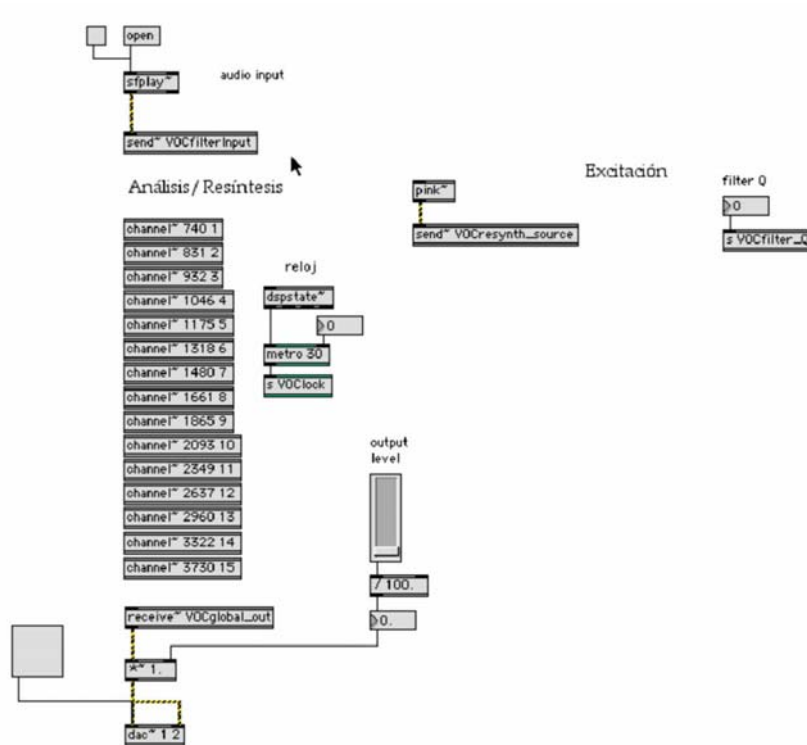 open
sfplay~
audio input
send~ VOCfilterInput
Análisis/ Resíntesis
Excitación
pink~
send~ VOCresynth_source
filter Q
0
s VOCfilter_Q
channel~ 740 1
channel~ 831 2
channel~ 932 3
channel~ 1046 4
channel~ 1175 5
channel~ 1318 6
channel~ 1480 7
channel~ 1661 8
channel~ 1865 9
channel~ 2093 10
channel~ 2349 11
channel~ 2637 12
channel~ 2960 13
channel~ 3322 14
channel~ 3730 15
reloj
dspstate~
0
metro 30
s VOClock
output
level
/ 100.
0.
receive~ VOCglobal_out
*~ 1.
dac~ 1 2